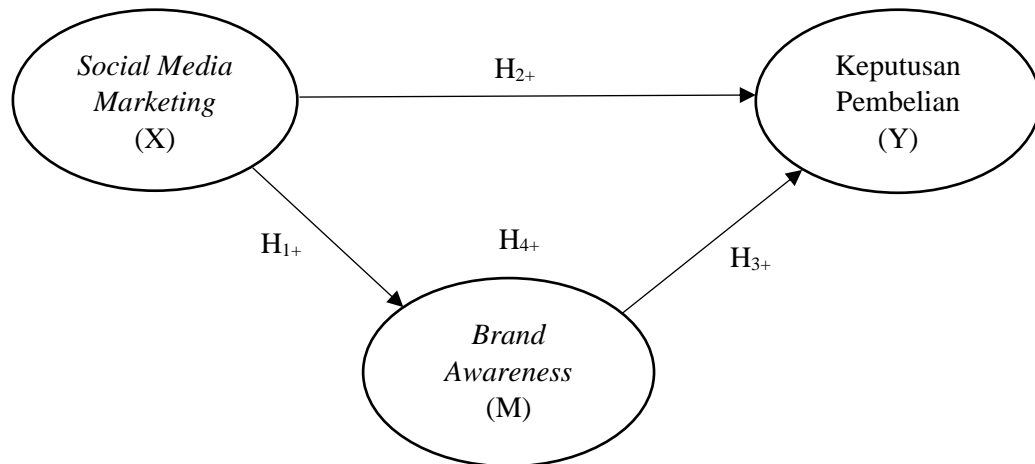 Social Media
Marketing
(X)
H2+
Keputusan
Pembelian
(Y)
H1+
H4+
H3+
Brand
Awareness
(M)